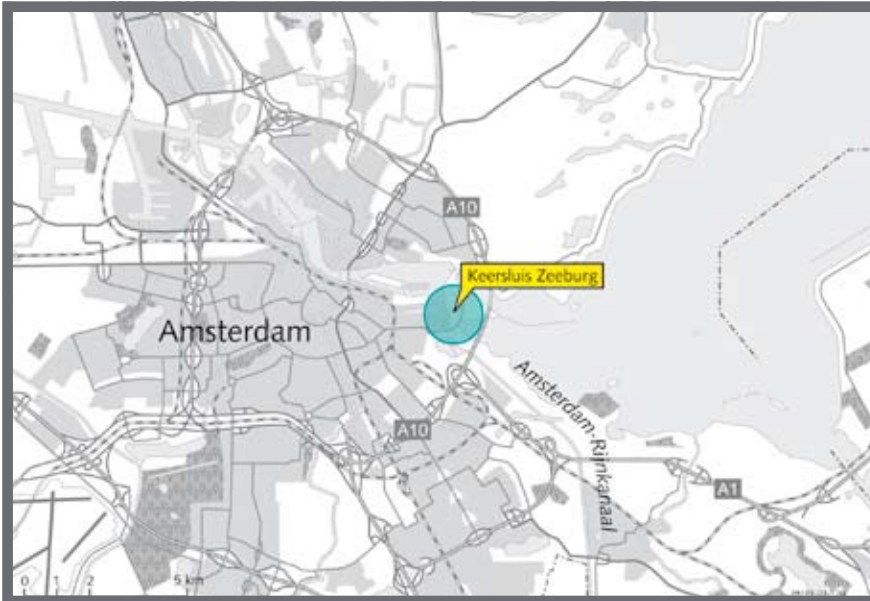 A10
Keersluis Zeeburg
Amsterdam
Amsterdam-Rijnkanaal
A10
A1
0 1 2 5 km